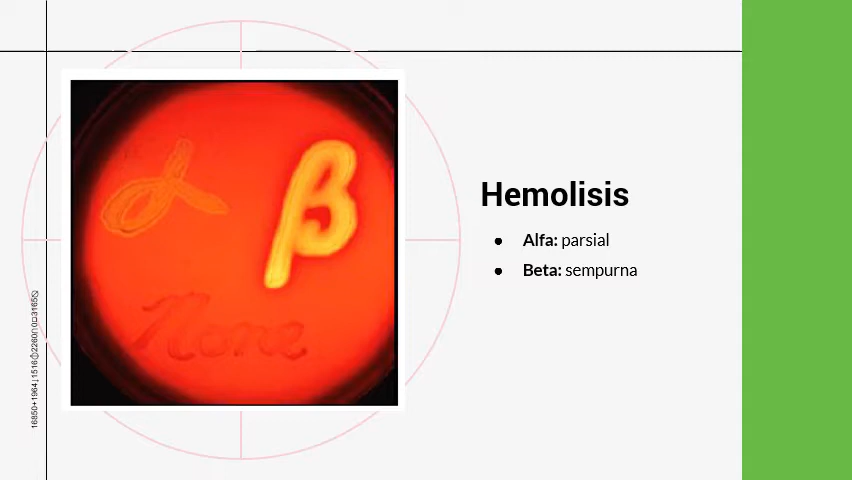 α
β
None
Hemolisis
● Alfa: parsial
● Beta: sempurna